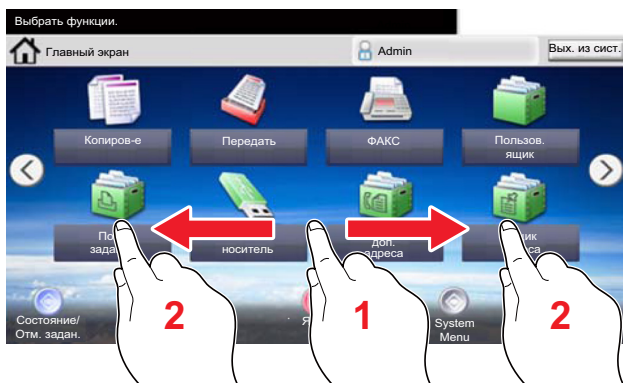 Выбрать функции.
Главный экран
Admin
Вых. из сист.
Копиров-е
Передать
ФАКС
Пользов.
ящик
носитель
доп.
адреса
Состояние/
Отм. задан.
System
Menu
2
1
2